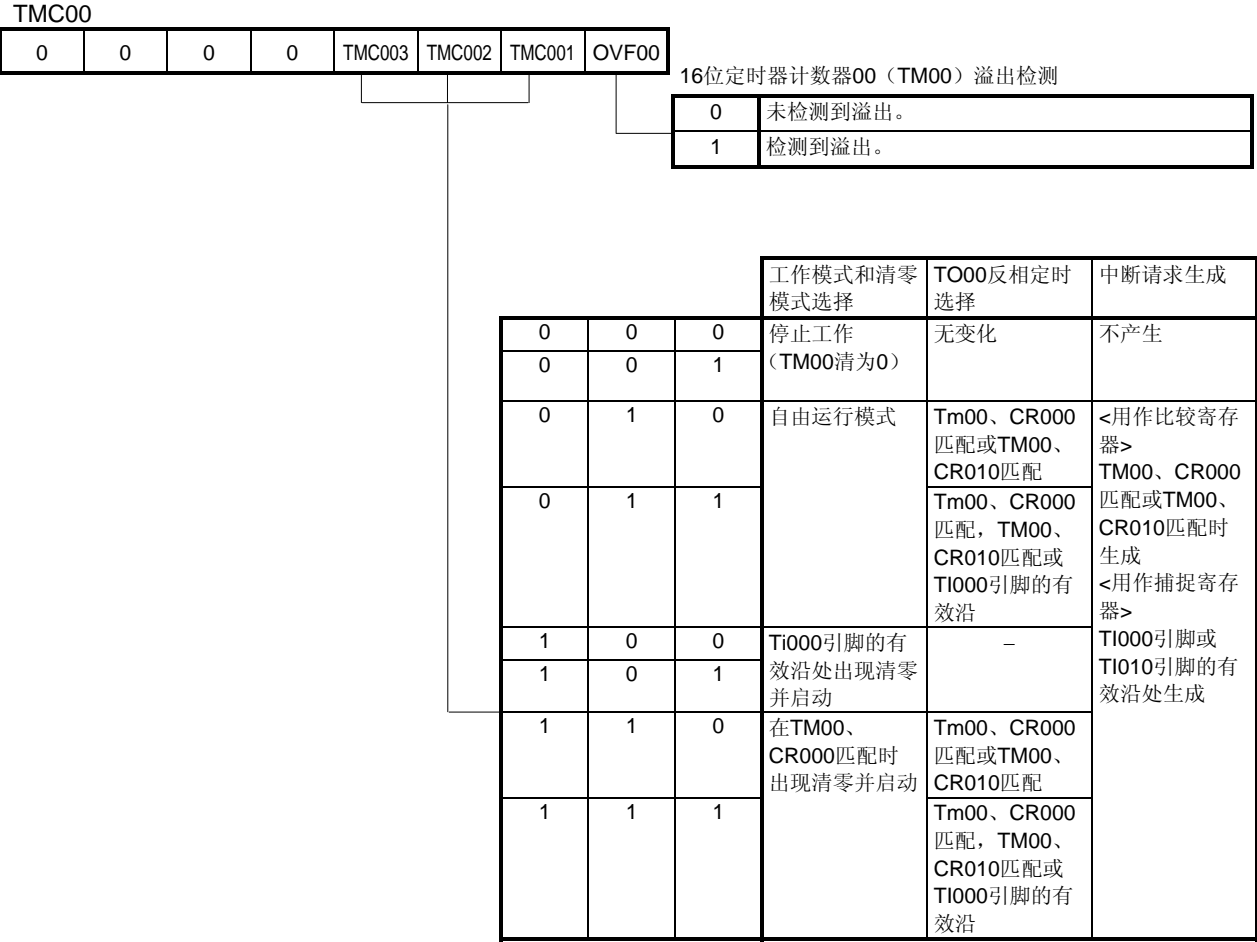 TMC00
0 0 0 0 TMC003 TMC002 TMC001 OVF00
16位定时器计数器00（TM00）溢出检测
0 未检测到溢出。
1 检测到溢出。
工作模式和清零
模式选择
TO00反相定时
选择
中断请求生成
0 0 0
停止工作
（TM00清为0）
无变化
不产生
0 0 1
0 1 0
自由运行模式
Tm00、CR000
匹配或TM00、
CR010匹配
<用作比较寄存
器>
TM00、CR000
匹配或TM00、
CR010匹配时
生成
<用作捕捉寄存
器>
TI000引脚或
TI010引脚的有
效沿处生成
0 1 1
Tm00、CR000
匹配，TM00、
CR010匹配或
TI000引脚的有
效沿
1 0 0
Ti000引脚的有
效沿处出现清零
并启动
–
1 0 1
1 1 0
在TM00、
CR000匹配时
出现清零并启动
Tm00、CR000
匹配或TM00、
CR010匹配
1 1 1
Tm00、CR000
匹配，TM00、
CR010匹配或
TI000引脚的有
效沿